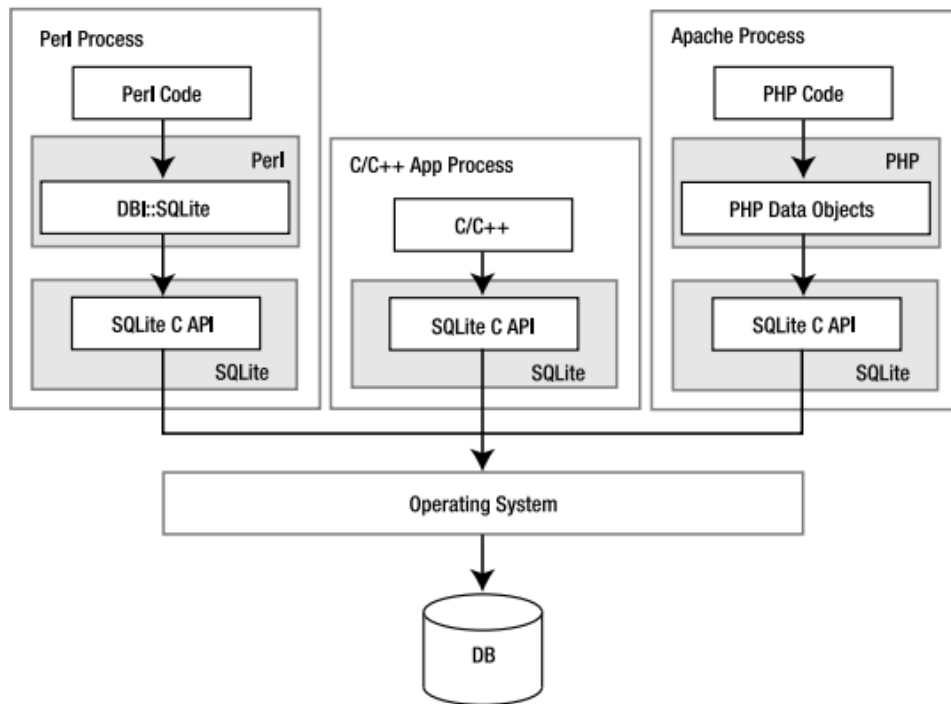 Perl Process
Perl Code
Perl
DBI::SQLite
SQLite C API
SQLite
C/C++ App Process
C/C++
SQLite C API
SQLite
Apache Process
PHP Code
PHP
PHP Data Objects
SQLite C API
SQLite
Operating System
DB